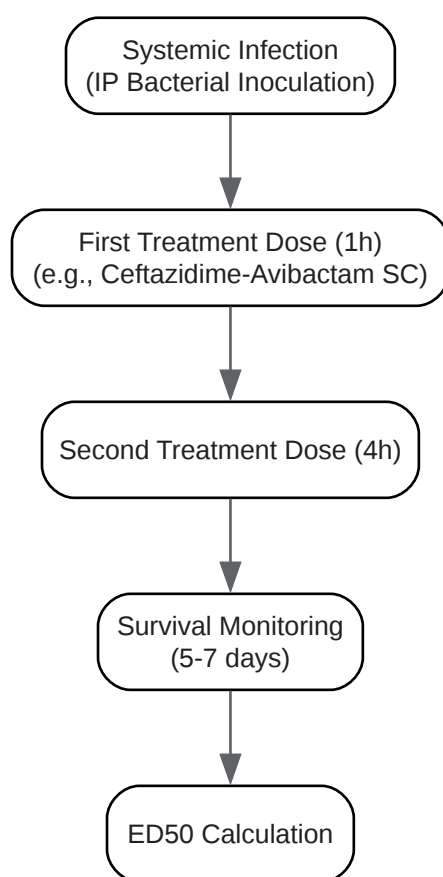 Systemic Infection
(IP Bacterial Inoculation)
First Treatment Dose (1h)
(e.g., Ceftazidime-Avibactam SC)
Second Treatment Dose (4h)
Survival Monitoring
(5-7 days)
ED50 Calculation